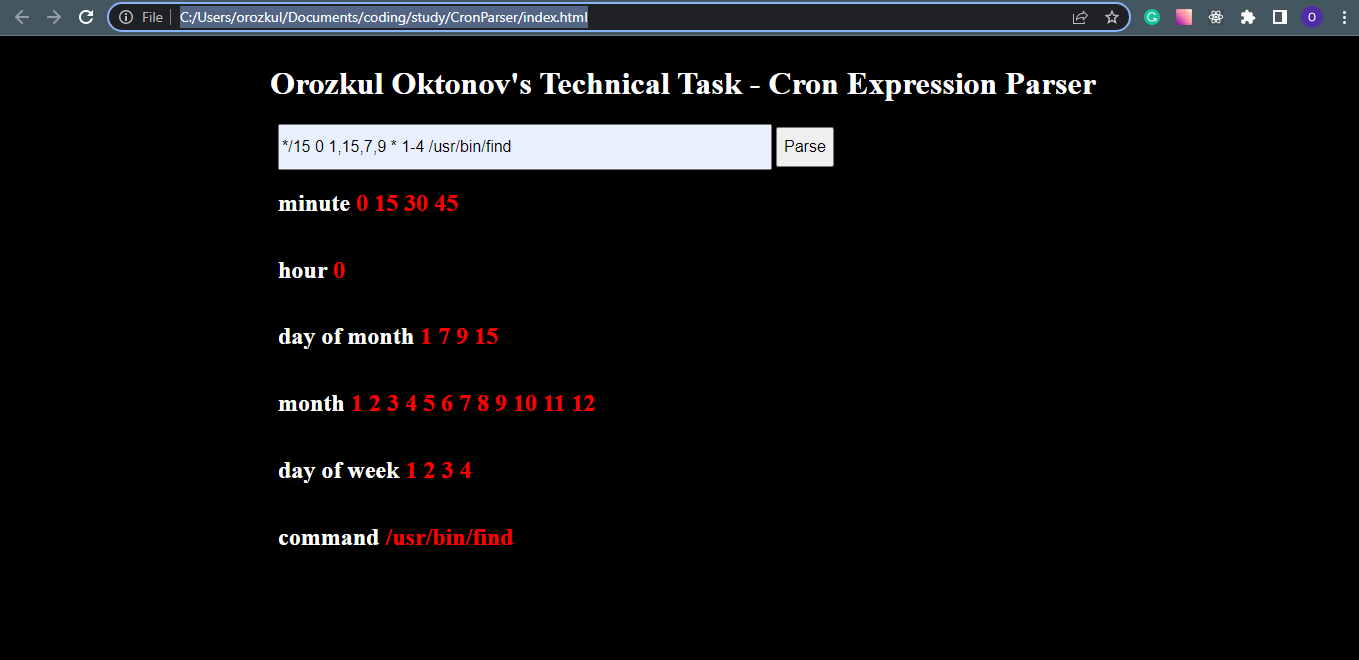 File C:/Users/orozkul/Documents/coding/study/CronParser/index.html G O
Orozkul Oktonov's Technical Task - Cron Expression Parser
*/15 0 1,15,7,9 * 1-4 /usr/bin/find Parse
minute 0 15 30 45
hour 0
day of month 1 7 9 15
month 1 2 3 4 5 6 7 8 9 10 11 12
day of week 1 2 3 4
command /usr/bin/find